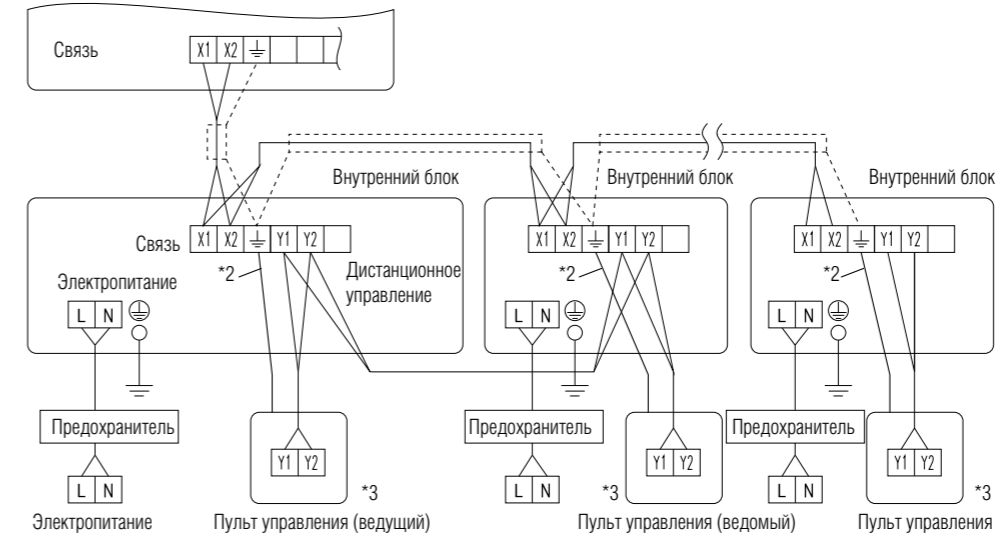 Связь X1 X2
Внутренний блок Внутренний блок Внутренний блок
Связь X1 X2 Y1 Y2 X1 X2 Y1 Y2 X1 X2 Y1 Y2
*2 *2 *2
Дистанционное
управление
Электропитание
L N L N L N
Предохранитель Предохранитель Предохранитель
Y1 Y2 Y1 Y2 Y1 Y2
L N *3 L N *3 L N *3
Электропитание Пульт управления (ведущий) Пульт управления (ведомый) Пульт управления